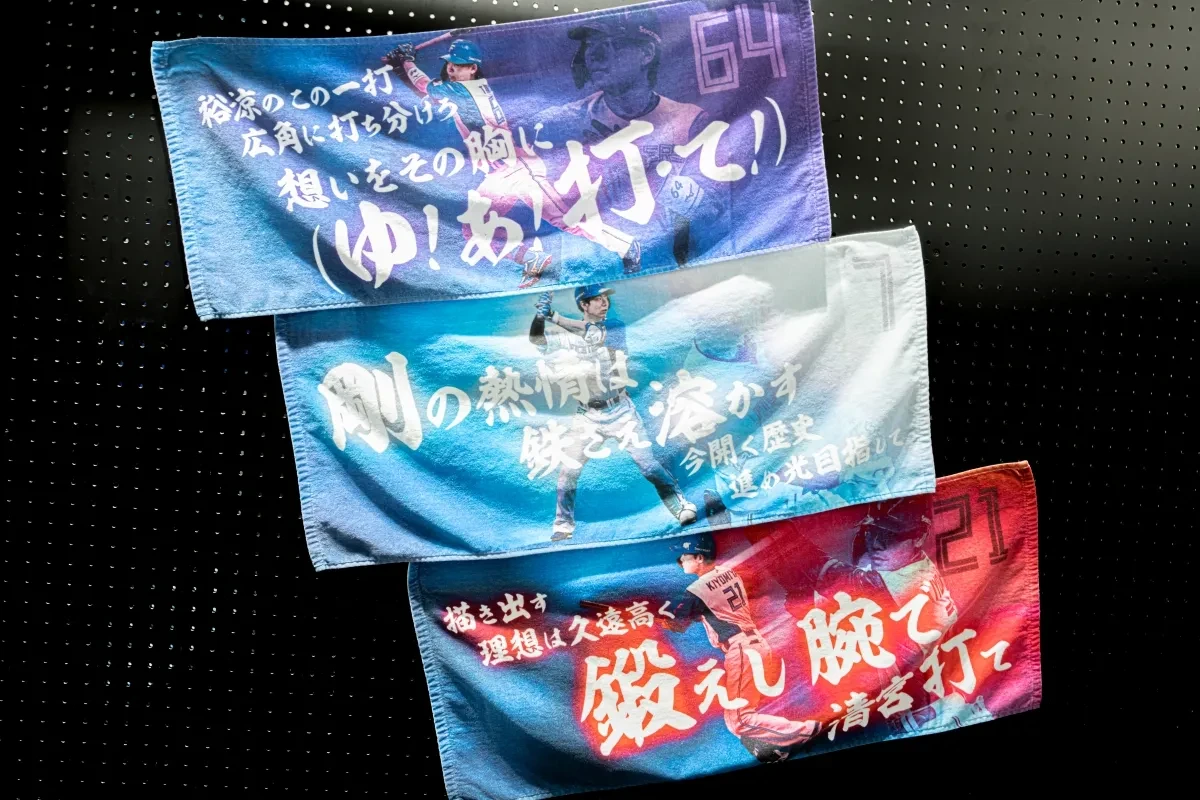 64
裕涼のこの一打
広角に打ち分けろ
想いをその胸に
(ゆ!あ!打・て!)
64
7
剛の熱情は
鉄さえ溶かす
今開く歴史
進め光目指して
21
KIYOMI
21
描き出す
理想は久遠高く
鍛えし腕で
清宮打て